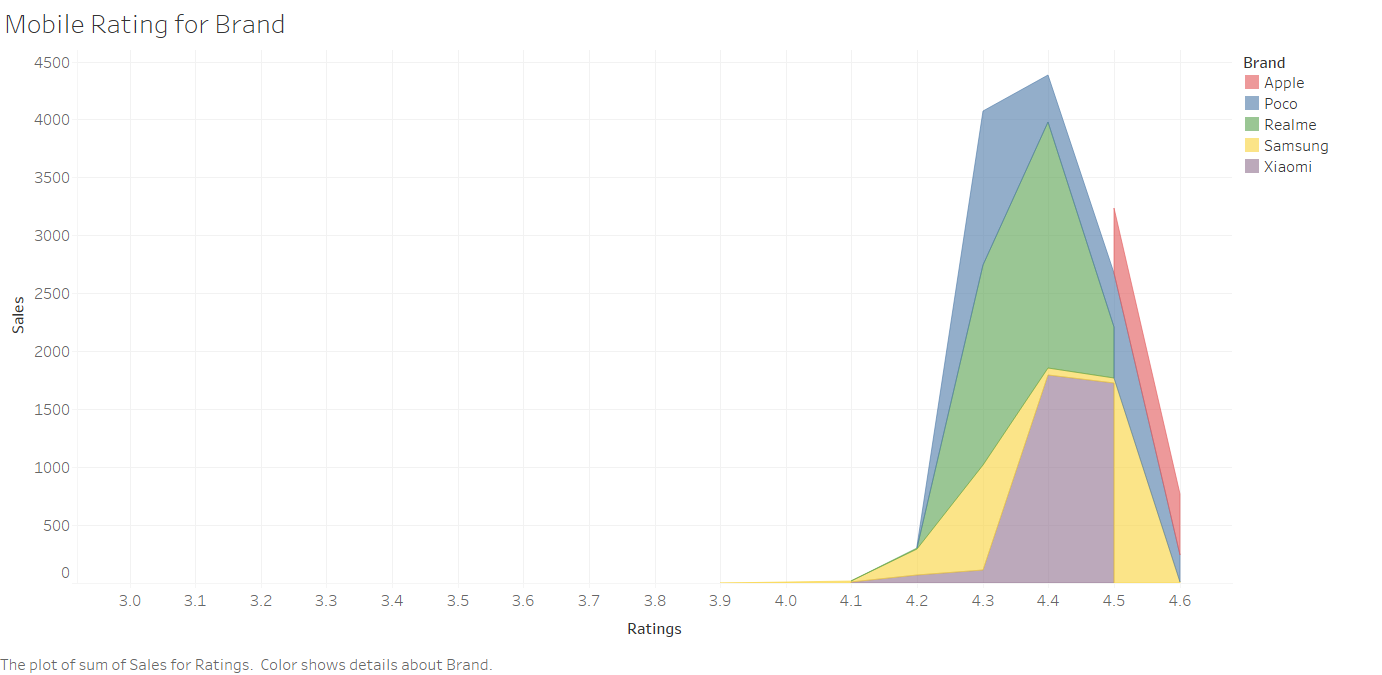 Mobile Rating for Brand
4500
4000
3500
3000
2500
2000
1500
1000
500
0
Sales
3.0 3.1 3.2 3.3 3.4 3.5 3.6 3.7 3.8 3.9 4.0 4.1 4.2 4.3 4.4 4.5 4.6
Ratings
Brand
Apple
Poco
Realme
Samsung
Xiaomi
The plot of sum of Sales for Ratings. Color shows details about Brand.